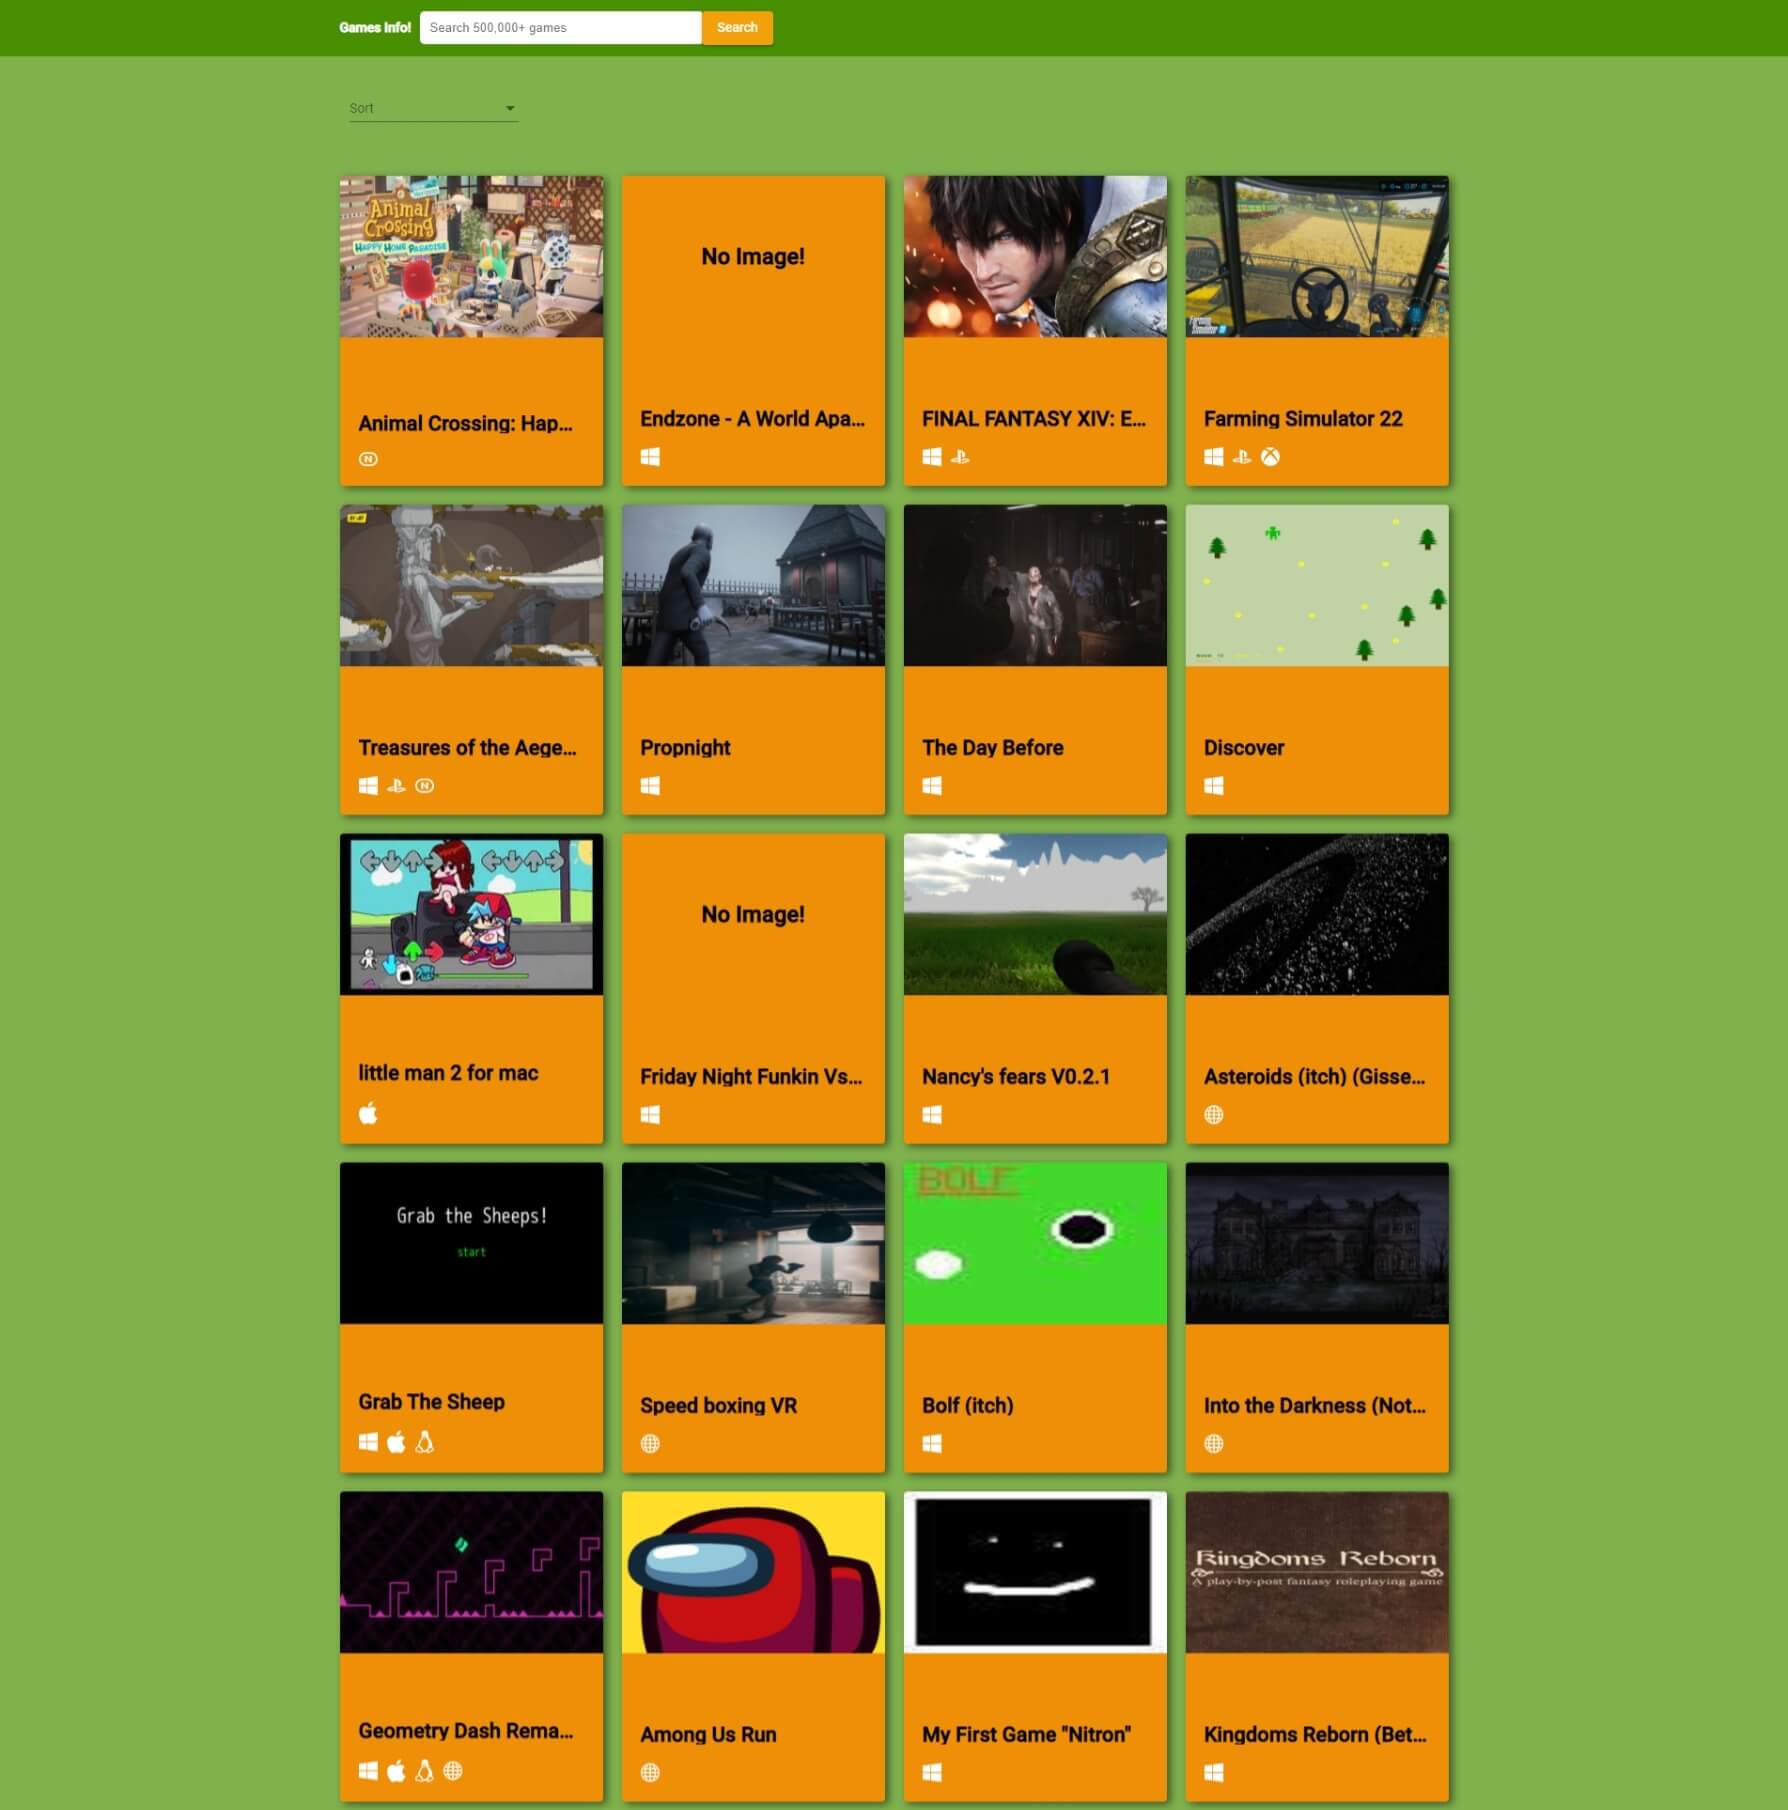 Games Info!
Search 500,000+ games
Search
Sort
Animal Crossing
Happy Home Paradise
No Image!
Farming Simulator 22
Animal Crossing: Hap...
Endzone - A World Apa...
FINAL FANTASY XIV: E...
Farming Simulator 22
Treasures of the Aege...
Propnight
The Day Before
Discover
No Image!
little man 2 for mac
Friday Night Funkin Vs...
Nancy's fears V0.2.1
Asteroids (itch) (Gisse...
Grab the Sheeps!
start
BOLF
Grab The Sheep
Speed boxing VR
Bolf (itch)
Into the Darkness (Not...
Kingdoms Reborn
A play-by-post fantasy roleplaying game
Geometry Dash Rema...
Among Us Run
My First Game "Nitron"
Kingdoms Reborn (Bet...